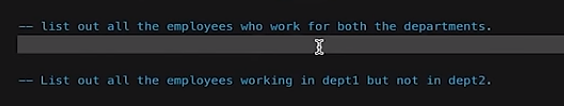 -- list out all the employees who work for both the departments.
-- List out all the employees working in dept1 but not in dept2.